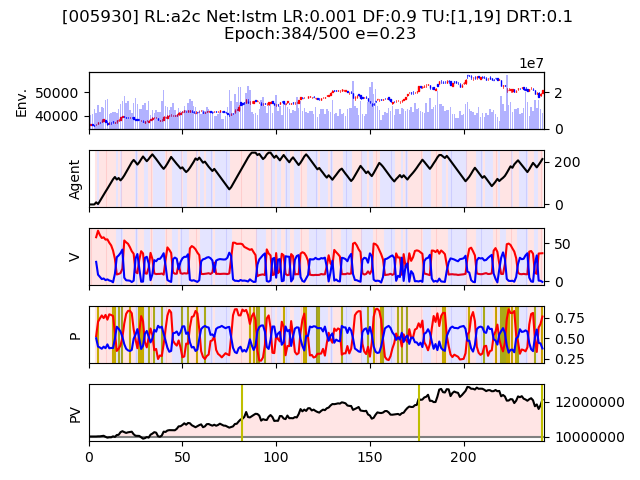 [005930] RL:a2c Net:lstm LR:0.001 DF:0.9 TU:[1,19] DRT:0.1
Epoch:384/500 e=0.23
1e7
Env.
50000
40000
2
0
Agent
200
0
V
50
0
P
0.75
0.50
0.25
PV
12000000
10000000
0 50 100 150 200